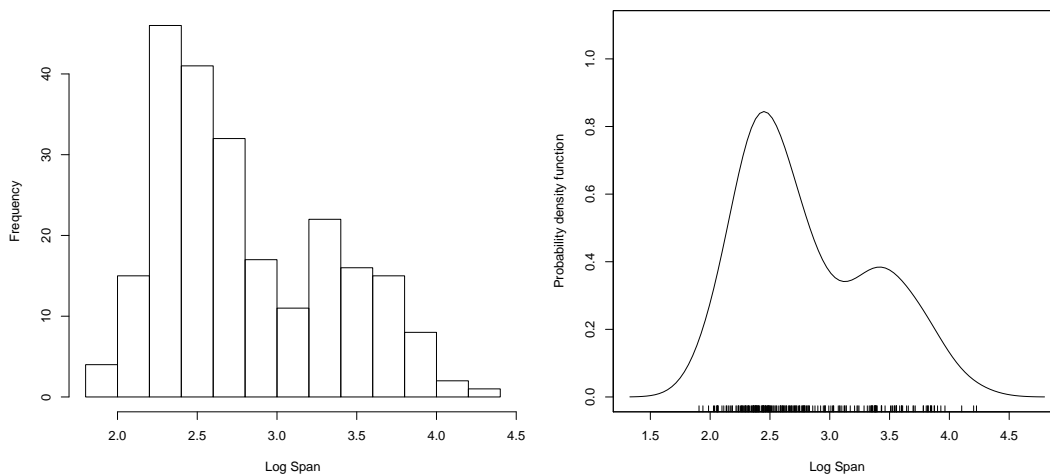 Frequency
0 10 20 30 40
2.0 2.5 3.0 3.5 4.0 4.5
Log Span
Probability density function
0.0 0.2 0.4 0.6 0.8 1.0
1.5 2.0 2.5 3.0 3.5 4.0 4.5
Log Span